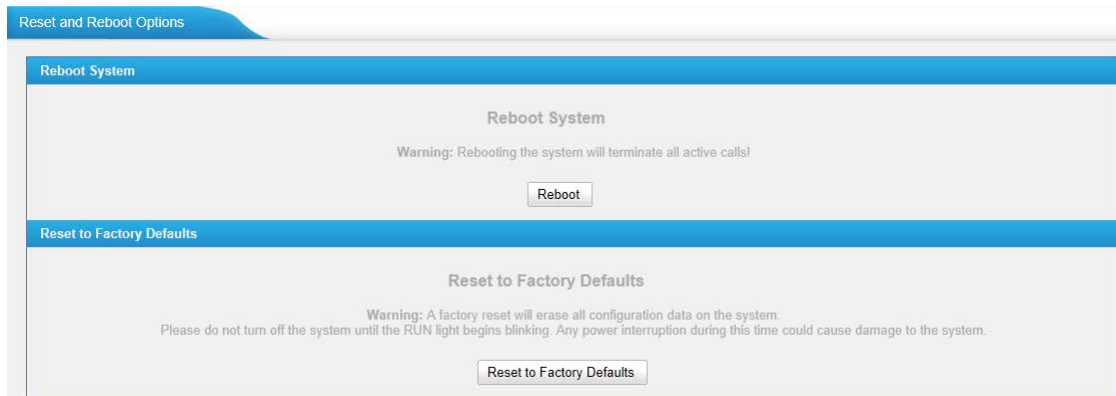 Reset and Reboot Options
Reboot System
Reboot System
Warning: Rebooting the system will terminate all active calls!
Reboot
Reset to Factory Defaults
Reset to Factory Defaults
Warning: A factory reset will erase all configuration data on the system.
Please do not turn off the system until the RUN light begins blinking. Any power interruption during this time could cause damage to the system.
Reset to Factory Defaults